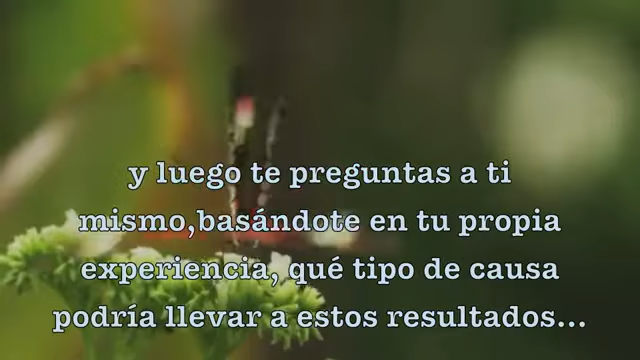 y luego te preguntas a ti
mismo,basándote en tu propia
experiencia, qué tipo de causa
podría llevar a estos resultados...